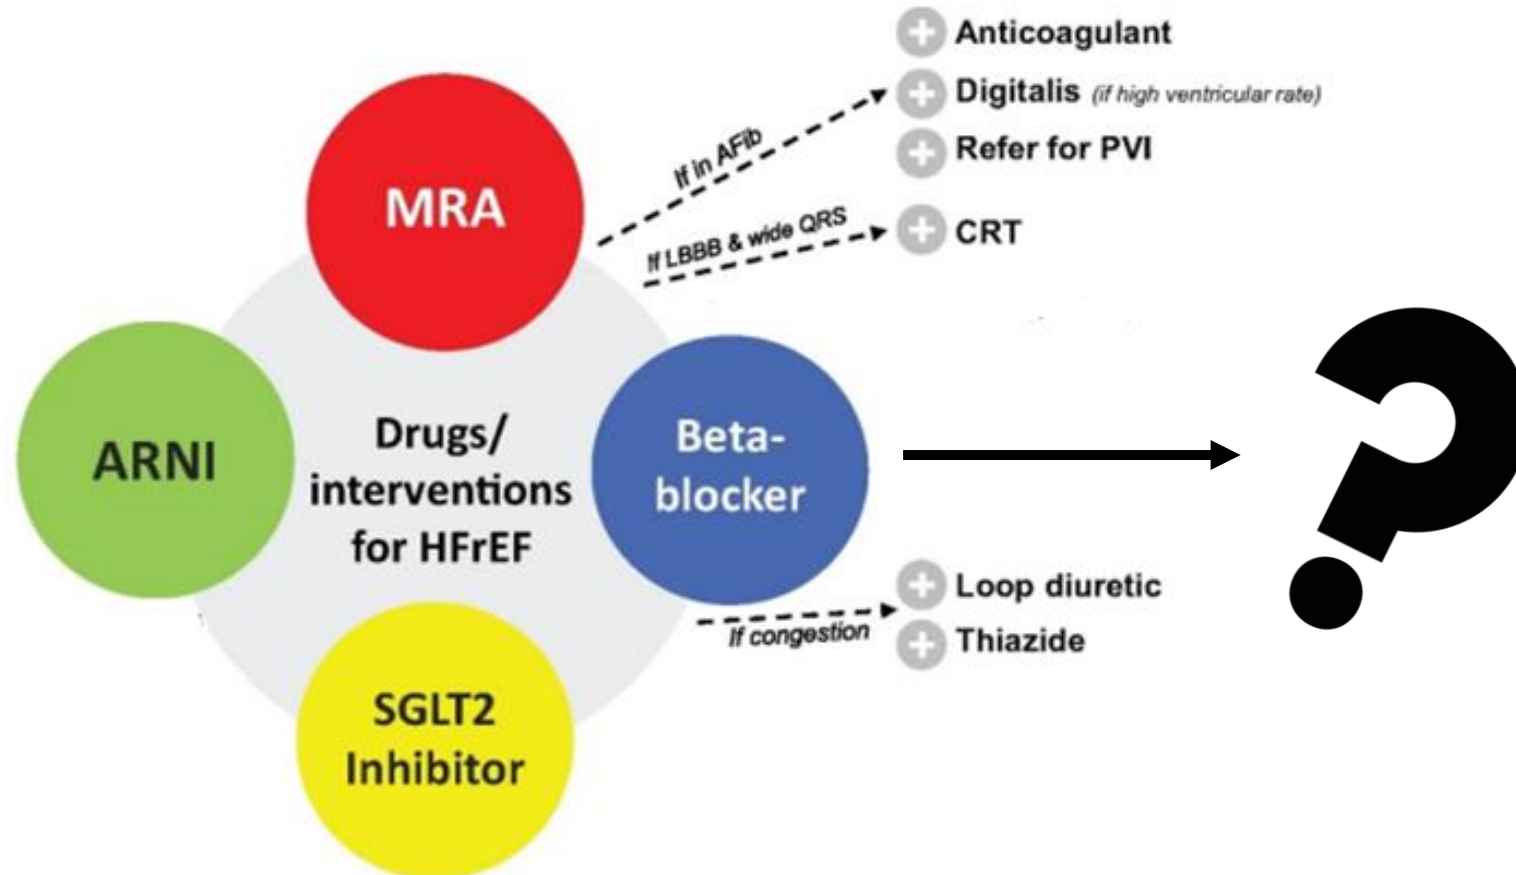 MRA
ARNI
Drugs/
interventions
for HFrEF
Beta-
blocker
SGLT2
Inhibitor
If in AFib
Anticoagulant
Digitalis (if high ventricular rate)
Refer for PVI
If LBBB & wide QRS
CRT
?
If congestion
Loop diuretic
Thiazide